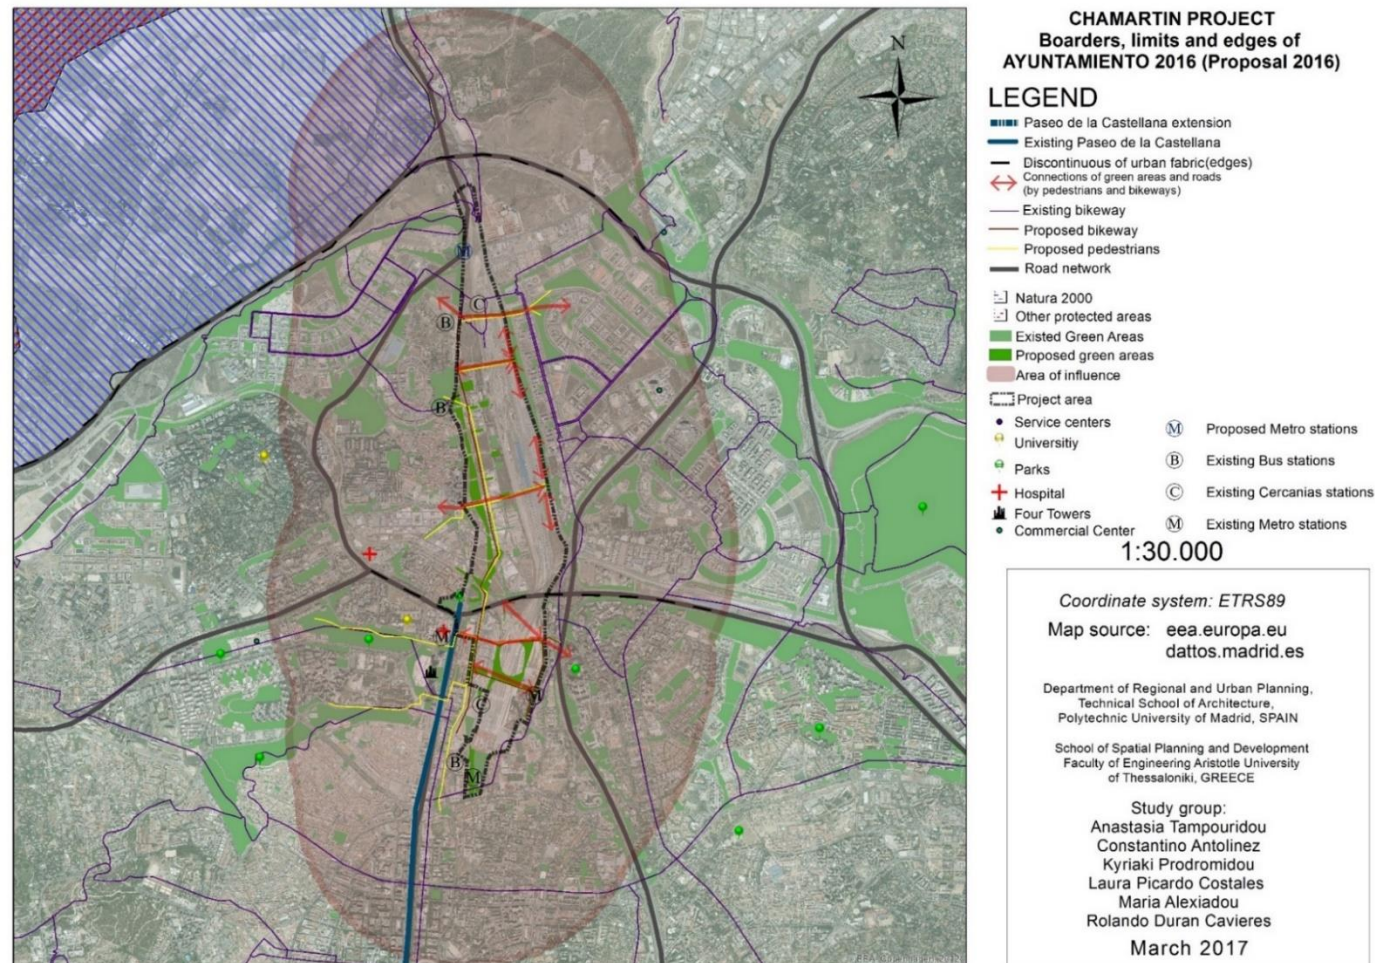 CHAMARTIN PROJECT
Boarders, limits and edges of
AYUNTAMIENTO 2016 (Proposal 2016)
N
LEGEND
Paseo de la Castellana extension
Existing Paseo de la Castellana
Discontinuous of urban fabric(edges)
Connections of green areas and roads
(by pedestrians and bikeways)
Existing bikeway
Proposed bikeway
Proposed pedestrians
Road network
Natura 2000
Other protected areas
Existed Green Areas
Proposed green areas
Area of influence
Project area
Service centers
Universitiy
Parks
Hospital
Four Towers
Commercial Center
M Proposed Metro stations
B Existing Bus stations
C Existing Cercanias stations
M Existing Metro stations
1:30.000
Coordinate system: ETRS89
Map source: eea.europa.eu
dattos.madrid.es
Department of Regional and Urban Planning,
Technical School of Architecture,
Polytechnic University of Madrid, SPAIN
School of Spatial Planning and Development
Faculty of Engineering Aristotle University
of Thessaloniki, GREECE
Study group:
Anastasia Tampouridou
Constantino Antolinez
Kyriaki Prodromidou
Laura Picardo Costales
Maria Alexiadou
Rolando Duran Cavieres
March 2017
M
C
B
B
M
M
C
B
M